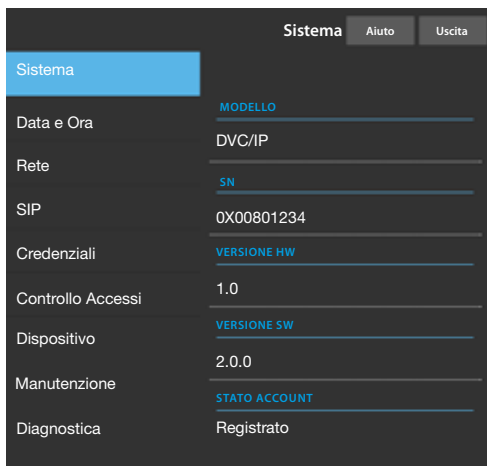 Sistema
Aiuto
Uscita
Sistema
Data e Ora
Rete
SIP
Credenziali
Controllo Accessi
Dispositivo
Manutenzione
Diagnostica
MODELLO
DVC/IP
SN
0X00801234
VERSIONE HW
1.0
VERSIONE SW
2.0.0
STATO ACCOUNT
Registrato